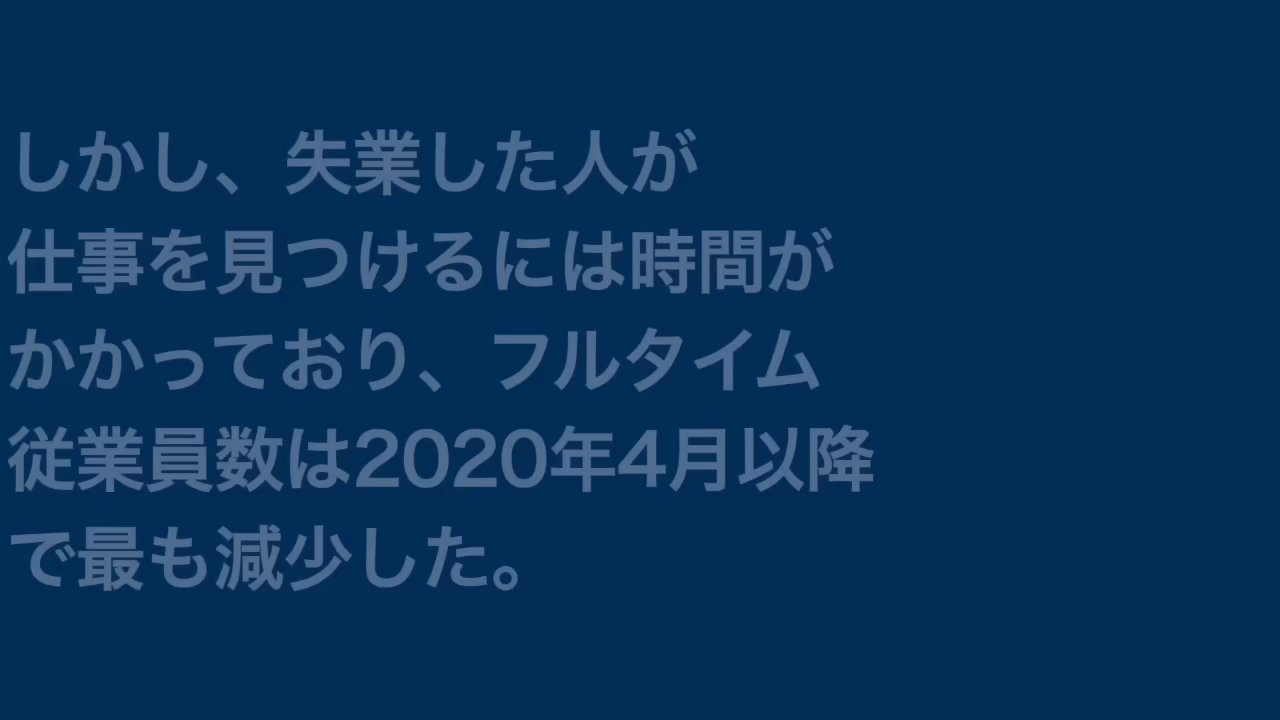 しかし、失業した人が
仕事を見つけるには時間が
かかっており、フルタイム
従業員数は2020年4月以降
で最も減少した。